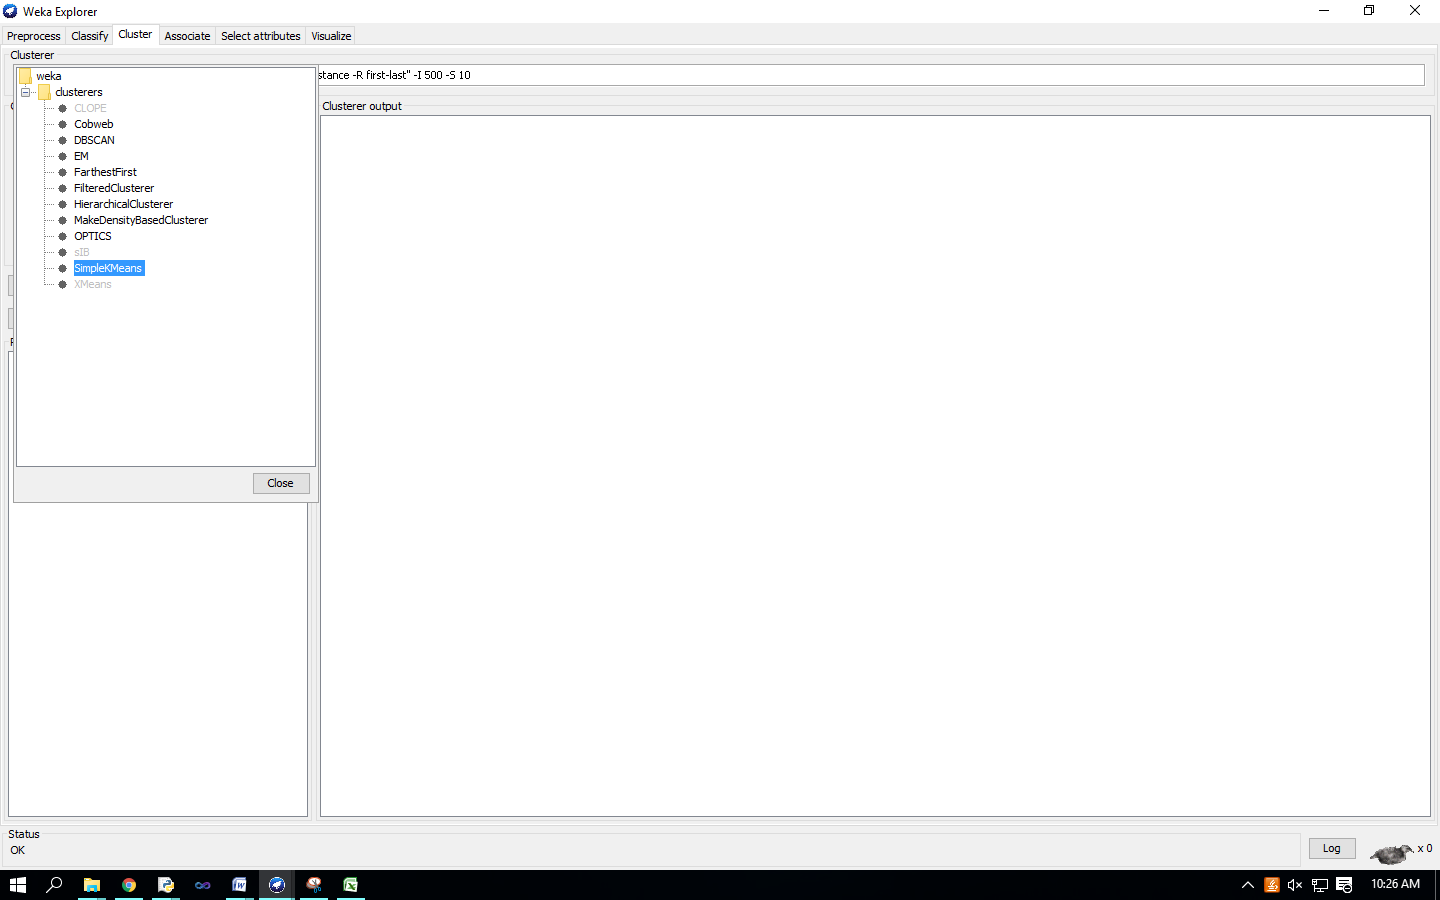 Weka Explorer
Preprocess Classify Cluster Associate Select attributes Visualize
Clusterer
weka
stance -R first-last" -I 500 -S 10
clusterers
CLOPE
Cobweb
DBSCAN
EM
FarthestFirst
FilteredClusterer
HierarchicalClusterer
MakeDensityBasedClusterer
OPTICS
sIB
SimpleKMeans
XMeans
Close
Clusterer output
Status
OK
Log
x 0
10:26 AM